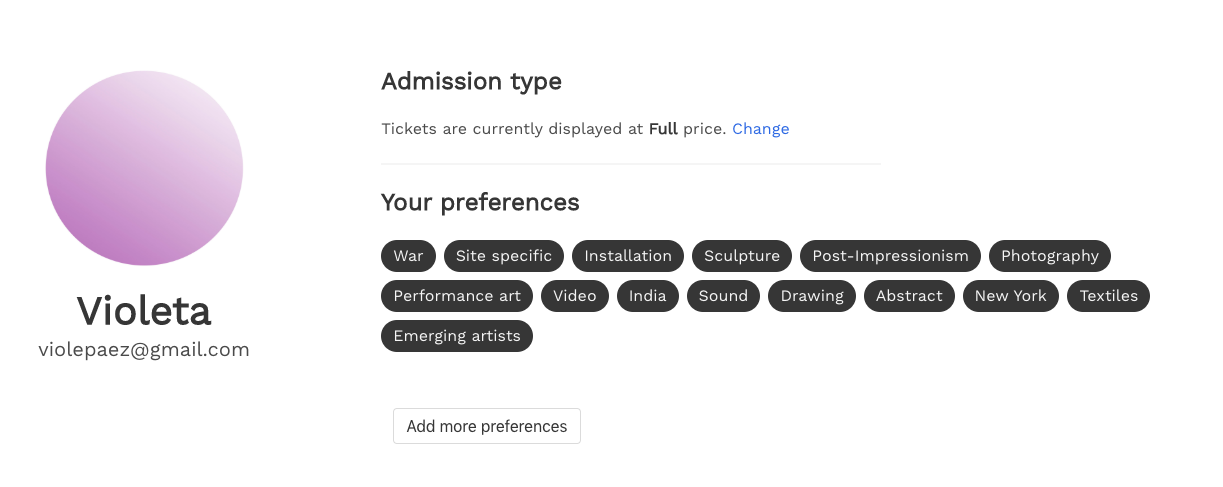 Admission type
Tickets are currently displayed at Full price. Change
Your preferences
War Site specific Installation Sculpture Post-Impressionism Photography
Performance art Video India Sound Drawing Abstract New York Textiles
Emerging artists
Add more preferences
Violeta
violepaez@gmail.com